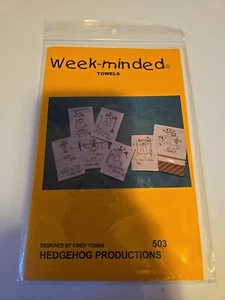 Week-minded©
TOWELS
DESIGNED BY CINDY YOUNG
503
HEDGEHOG PRODUCTIONS